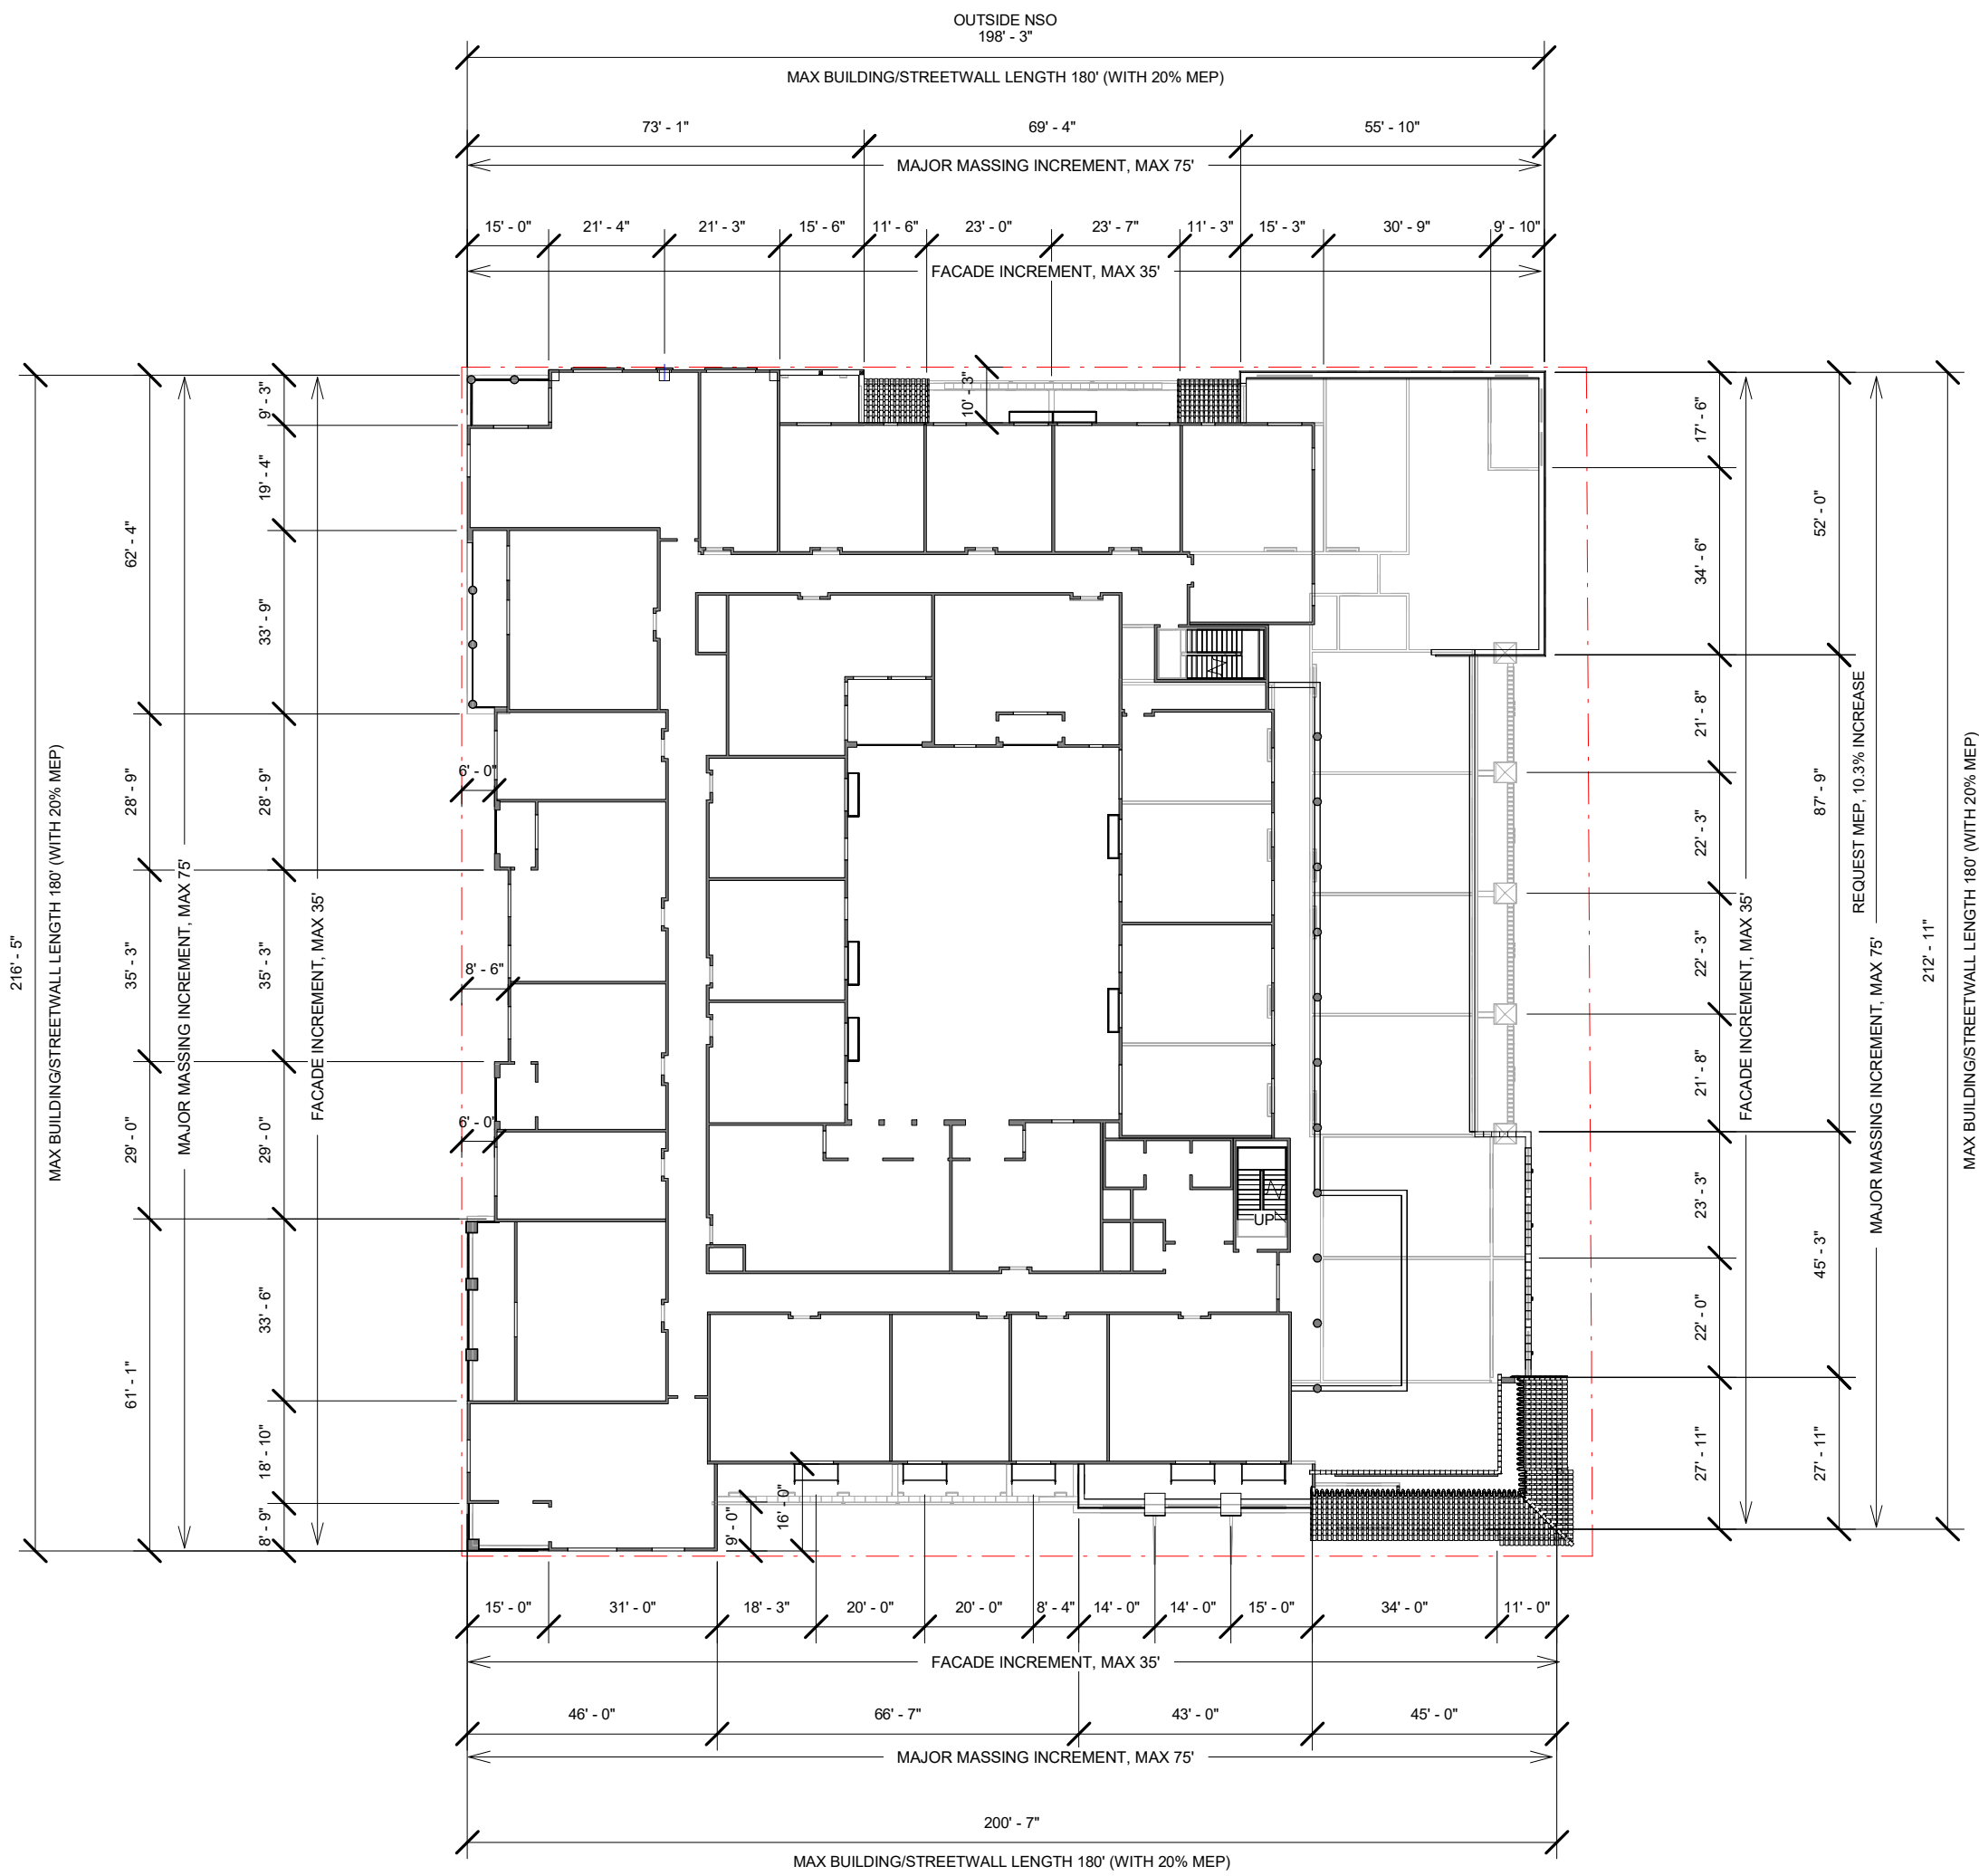 OUTSIDE NSO
198' - 3"
MAX BUILDING/STREETWALL LENGTH 180' (WITH 20% MEP)
73' - 1"
69' - 4"
55' - 10"
MAJOR MASSING INCREMENT, MAX 75'
15' - 0"
21' - 4"
21' - 3"
15' - 6"
11' - 6"
23' - 0"
23' - 7"
11' - 3"
15' - 3"
30' - 9"
9' - 10"
FACADE INCREMENT, MAX 35'
10' - 3"
216' - 5"
MAX BUILDING/STREETWALL LENGTH 180' (WITH 20% MEP)
62' - 4"
28' - 9"
35' - 3"
29' - 0"
61' - 1"
MAJOR MASSING INCREMENT, MAX 75'
9' - 3"
19' - 4"
33' - 9"
28' - 9"
35' - 3"
29' - 0"
33' - 6"
18' - 10"
8' - 9"
FACADE INCREMENT, MAX 35'
6' - 0"
8' - 6"
6' - 0"
UP
9' - 0"
16' - 0"
17' - 6"
34' - 6"
21' - 8"
22' - 3"
22' - 3"
21' - 8"
23' - 3"
22' - 0"
27' - 11"
FACADE INCREMENT, MAX 35'
52' - 0"
87' - 9"
45' - 3"
27' - 11"
REQUEST MEP, 10.3% INCREASE
MAJOR MASSING INCREMENT, MAX 75'
212' - 11"
MAX BUILDING/STREETWALL LENGTH 180' (WITH 20% MEP)
15' - 0"
31' - 0"
18' - 3"
20' - 0"
20' - 0"
8' - 4"
14' - 0"
14' - 0"
15' - 0"
34' - 0"
11' - 0"
FACADE INCREMENT, MAX 35'
46' - 0"
66' - 7"
43' - 0"
45' - 0"
MAJOR MASSING INCREMENT, MAX 75'
200' - 7"
MAX BUILDING/STREETWALL LENGTH 180' (WITH 20% MEP)